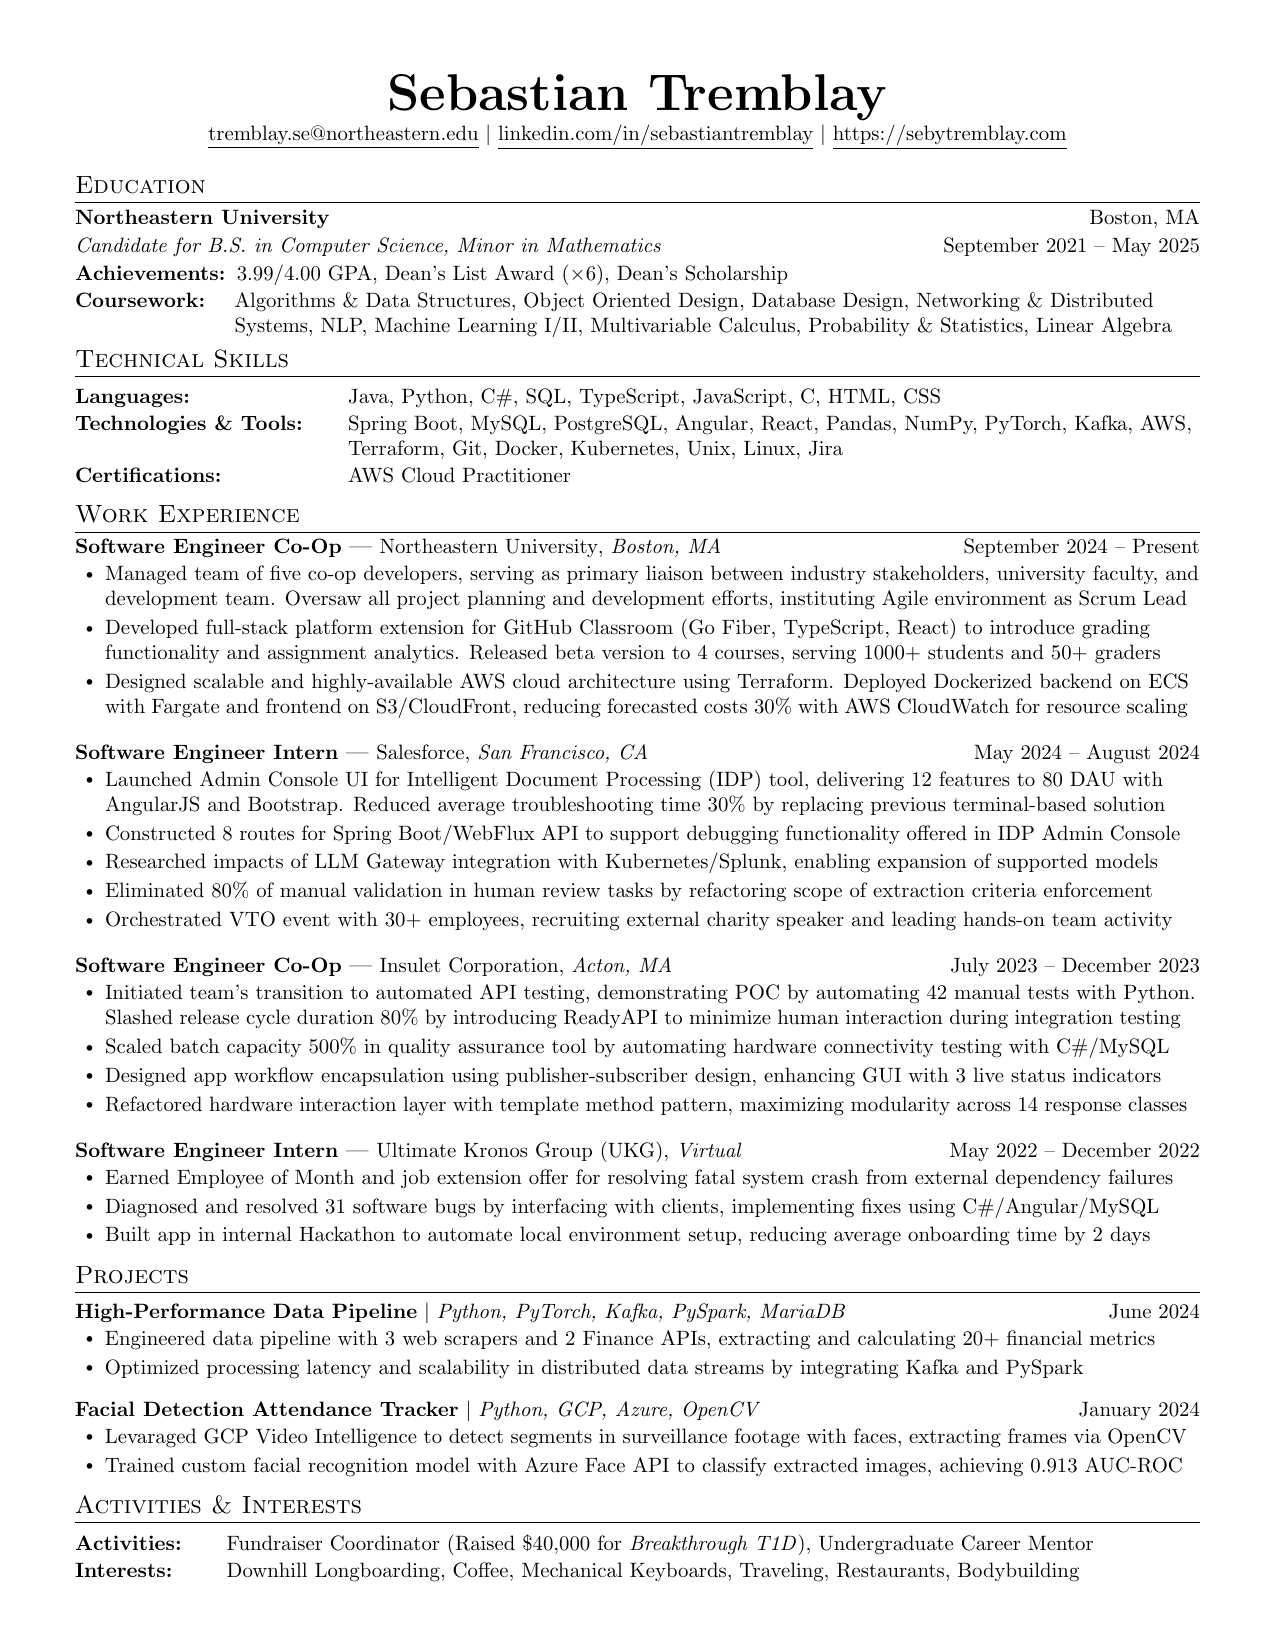 Sebastian Tremblay
tremblay.se@northeastern.edu | linkedin.com/in/sebastiantremblay | https://sebytremblay.com
Education
Northeastern University Boston, MA
Candidate for B.S. in Computer Science, Minor in Mathematics September 2021 – May 2025
Achievements: 3.99/4.00 GPA, Dean's List Award (×6), Dean's Scholarship
Coursework: Algorithms & Data Structures, Object Oriented Design, Database Design, Networking & Distributed
Systems, NLP, Machine Learning I/II, Multivariable Calculus, Probability & Statistics, Linear Algebra
Technical Skills
Languages: Java, Python, C#, SQL, TypeScript, JavaScript, C, HTML, CSS
Technologies & Tools: Spring Boot, MySQL, PostgreSQL, Angular, React, Pandas, NumPy, PyTorch, Kafka, AWS,
Terraform, Git, Docker, Kubernetes, Unix, Linux, Jira
Certifications: AWS Cloud Practitioner
Work Experience
Software Engineer Co-Op — Northeastern University, Boston, MA September 2024 – Present
• Managed team of five co-op developers, serving as primary liaison between industry stakeholders, university faculty, and
development team. Oversaw all project planning and development efforts, instituting Agile environment as Scrum Lead
• Developed full-stack platform extension for GitHub Classroom (Go Fiber, TypeScript, React) to introduce grading
functionality and assignment analytics. Released beta version to 4 courses, serving 1000+ students and 50+ graders
• Designed scalable and highly-available AWS cloud architecture using Terraform. Deployed Dockerized backend on ECS
with Fargate and frontend on S3/CloudFront, reducing forecasted costs 30% with AWS CloudWatch for resource scaling
Software Engineer Intern — Salesforce, San Francisco, CA May 2024 – August 2024
• Launched Admin Console UI for Intelligent Document Processing (IDP) tool, delivering 12 features to 80 DAU with
AngularJS and Bootstrap. Reduced average troubleshooting time 30% by replacing previous terminal-based solution
• Constructed 8 routes for Spring Boot/WebFlux API to support debugging functionality offered in IDP Admin Console
• Researched impacts of LLM Gateway integration with Kubernetes/Splunk, enabling expansion of supported models
• Eliminated 80% of manual validation in human review tasks by refactoring scope of extraction criteria enforcement
• Orchestrated VTO event with 30+ employees, recruiting external charity speaker and leading hands-on team activity
Software Engineer Co-Op — Insulet Corporation, Acton, MA July 2023 – December 2023
• Initiated team's transition to automated API testing, demonstrating POC by automating 42 manual tests with Python.
Slashed release cycle duration 80% by introducing ReadyAPI to minimize human interaction during integration testing
• Scaled batch capacity 500% in quality assurance tool by automating hardware connectivity testing with C#/MySQL
• Designed app workflow encapsulation using publisher-subscriber design, enhancing GUI with 3 live status indicators
• Refactored hardware interaction layer with template method pattern, maximizing modularity across 14 response classes
Software Engineer Intern — Ultimate Kronos Group (UKG), Virtual May 2022 – December 2022
• Earned Employee of Month and job extension offer for resolving fatal system crash from external dependency failures
• Diagnosed and resolved 31 software bugs by interfacing with clients, implementing fixes using C#/Angular/MySQL
• Built app in internal Hackathon to automate local environment setup, reducing average onboarding time by 2 days
Projects
High-Performance Data Pipeline | Python, PyTorch, Kafka, PySpark, MariaDB June 2024
• Engineered data pipeline with 3 web scrapers and 2 Finance APIs, extracting and calculating 20+ financial metrics
• Optimized processing latency and scalability in distributed data streams by integrating Kafka and PySpark
Facial Detection Attendance Tracker | Python, GCP, Azure, OpenCV January 2024
• Levaraged GCP Video Intelligence to detect segments in surveillance footage with faces, extracting frames via OpenCV
• Trained custom facial recognition model with Azure Face API to classify extracted images, achieving 0.913 AUC-ROC
Activities & Interests
Activities: Fundraiser Coordinator (Raised $40,000 for Breakthrough T1D), Undergraduate Career Mentor
Interests: Downhill Longboarding, Coffee, Mechanical Keyboards, Traveling, Restaurants, Bodybuilding